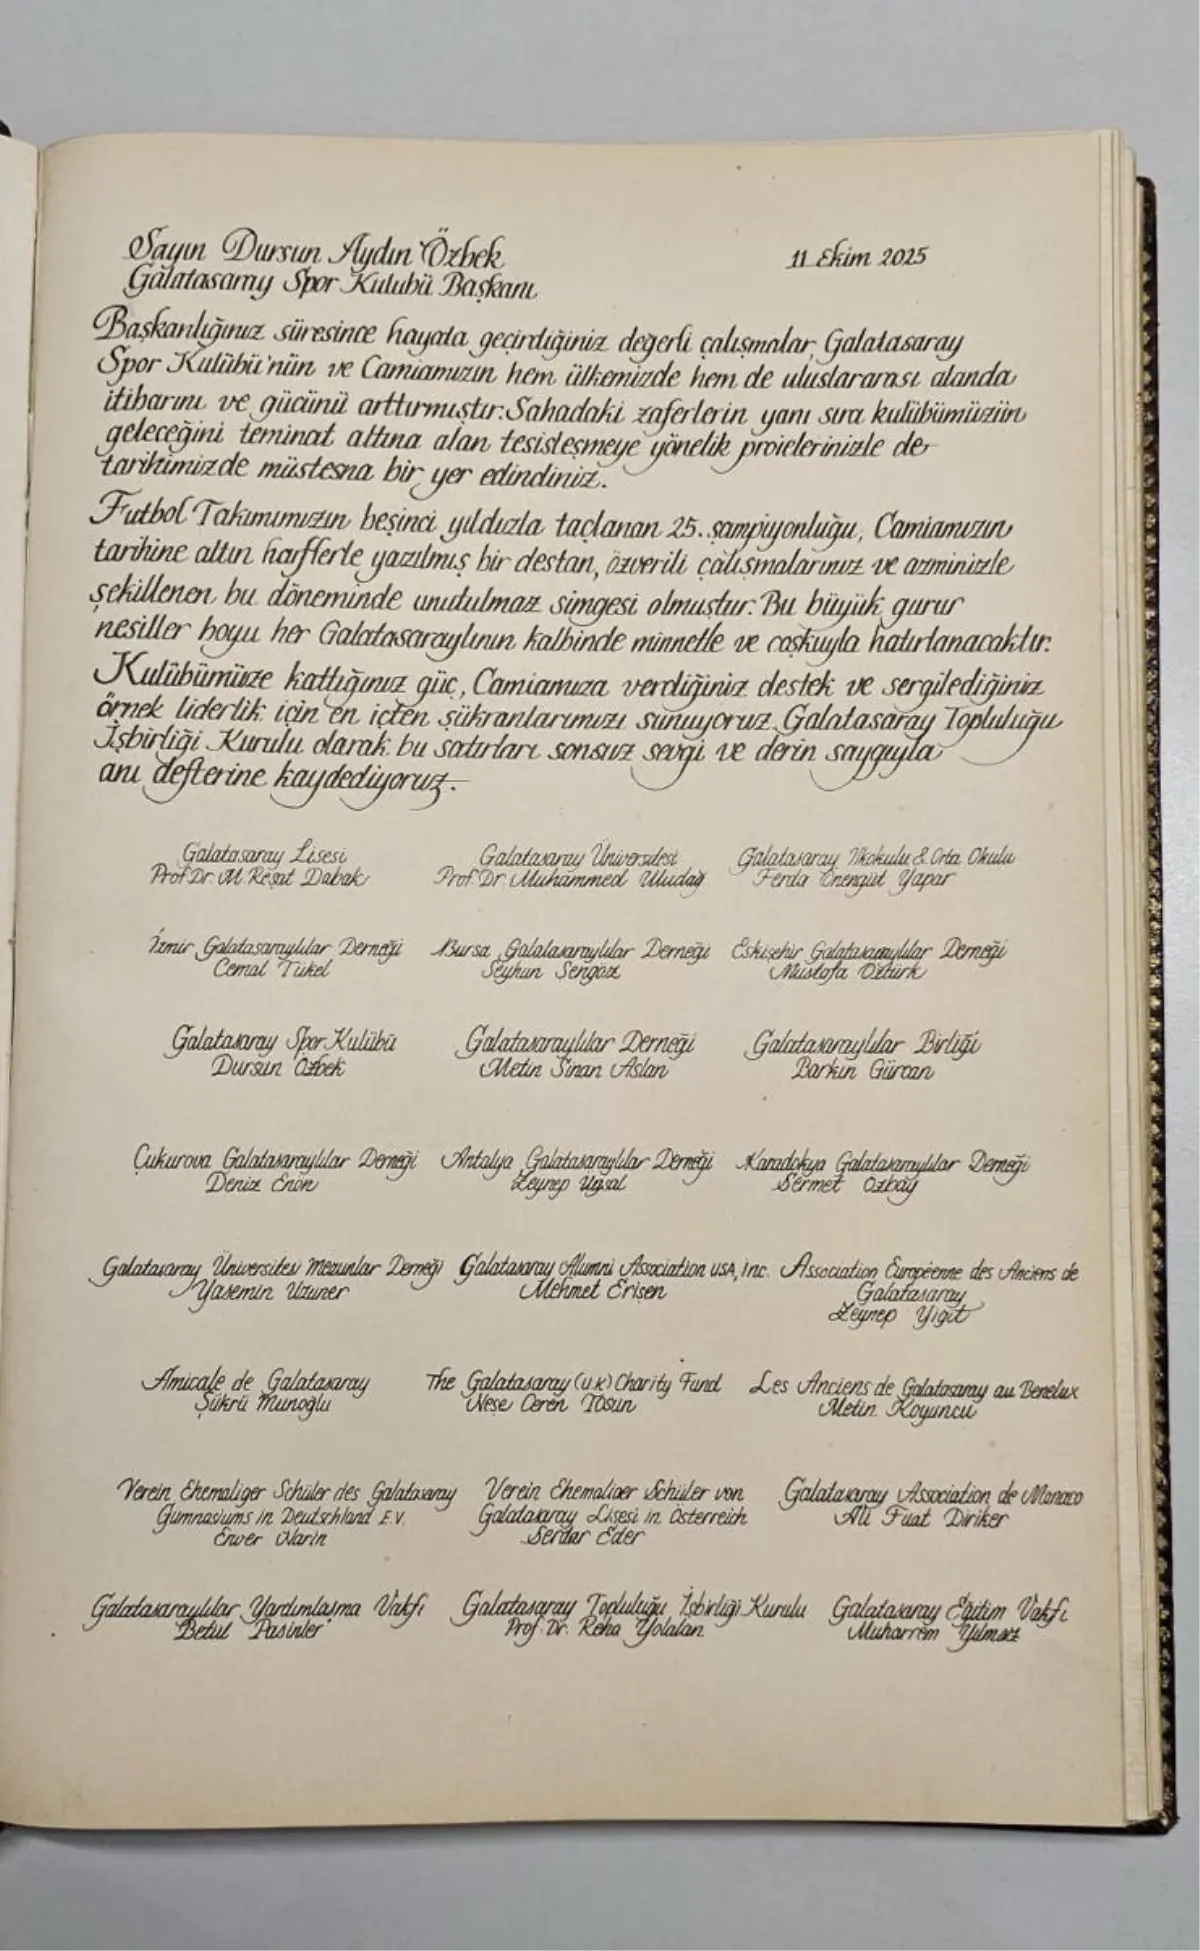 Sayın Dursun Aydın Özbek
11 Ekim 2025
Galatasaray Spor Kulubü Başkanı
Başkanlığınız süresince hayata geçirdiğiniz değerli çalışmalar, Galatasaray
Spor Kulübü'nün ve Camiamızın hem ülkemizde hem de uluslararası alanda
itibarını ve gücünü arttırmıştır. Sahadaki zaferlerin yanı sıra kulübümüzün
geleceğini teminat altına alan tesisleşmeye yönelik projelerinizle de
tarihimizde müstesna bir yer edindiniz.
Futbol Takımımızın beşinci yıldızla taçlanan 25. şampiyonluğu, Camiamızın
tarihine altın harflerle yazılmış bir destan, özverili çalışmalarınız ve azminizle
şekillenen bu döneminde unutulmaz simgesi olmuştur. Bu büyük gurur
nesiller boyu her Galatasaraylının kalbinde minnetle ve coşkuyla hatırlanacaktır.
Kulübümüze kattığınız güç, Camiamıza verdiğiniz destek ve sergilediğiniz
örnek liderlik için en içten şükranlarımızı sunuyoruz. Galatasaray Topluluğu
İşbirliği Kurulu olarak bu satırları sonsuz sevgi ve derin saygıyla
anı defterine kaydediyoruz.
Galatasaray Lisesi
Prof.Dr. M. Reşat Dabak
Galatasaray Üniversitesi
Prof. Dr. Muhammed Uludağ
Galatasaray İlkokulu & Orta Okulu
Ferda Önengüt Yapar
İzmir Galatasaraylılar Derneği
Cemal Tükel
Bursa Galatasaraylılar Derneği
Seyhun Şengöz
Eskişehir Galatasaraylılar Derneği
Mustafa Öztürk
Galatasaray Spor Kulübü
Dursun Özbek
Galatasaraylılar Derneği
Metin Sinan Aslan
Galatasaraylılar Birliği
Barkın Gürcan
Çukurova Galatasaraylılar Derneği
Deniz Enön
Antalya Galatasaraylılar Derneği
Zeynep Uysal
Karadokya Galatasaraylılar Derneği
Sermet Özbay
Galatasaray Üniversitesi Mezunlar Derneği
Yasemin Uzuner
Galatasaray Alumni Association USA, Inc.
Mehmet Erişen
Association Européenne des Anciens de
Galatasaray
Zeynep Yiğit
Amicale de Galatasaray
Şükrü Munoğlu
The Galatasaray (U.K) Charity Fund
Neşe Ceren Tosun
Les Anciens de Galatasaray au Benelux
Metin Koyuncu
Verein Ehemaliger Schüler des Galatasaray
Gumnasiums in Deutschland E.V.
Enver Narin
Verein Ehemaliger Schüler von
Galatasaray Lisesi in Österreich
Serdar Eder
Galatasaray Association de Monaco
Ali Fuat Diriker
Galatasaraylılar Yardımlaşma Vakfı
Betül Pasinler
Galatasaray Topluluğu İşbirliği Kurulu
Prof. Dr. Reha Yolalan
Galatasaray Eğitim Vakfı
Muharrem Yılmaz